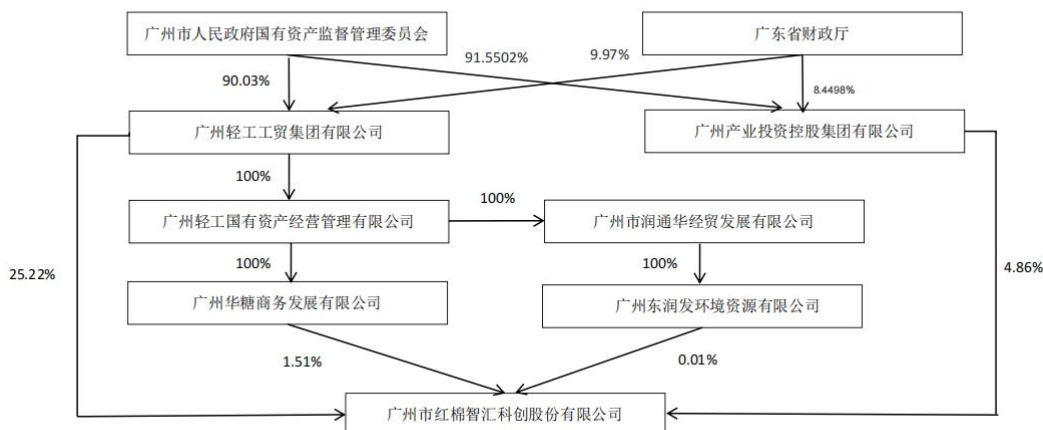 广州市人民政府国有资产监督管理委员会
广东省财政厅
91.5502%
9.97%
90.03%
8.4498%
广州轻工工贸集团有限公司
广州产业投资控股集团有限公司
100%
广州轻工国有资产经营管理有限公司
100%
广州市润通华经贸发展有限公司
100%
100%
25.22%
4.86%
广州华糖商务发展有限公司
广州东润发环境资源有限公司
1.51%
0.01%
广州市红棉智汇科创股份有限公司